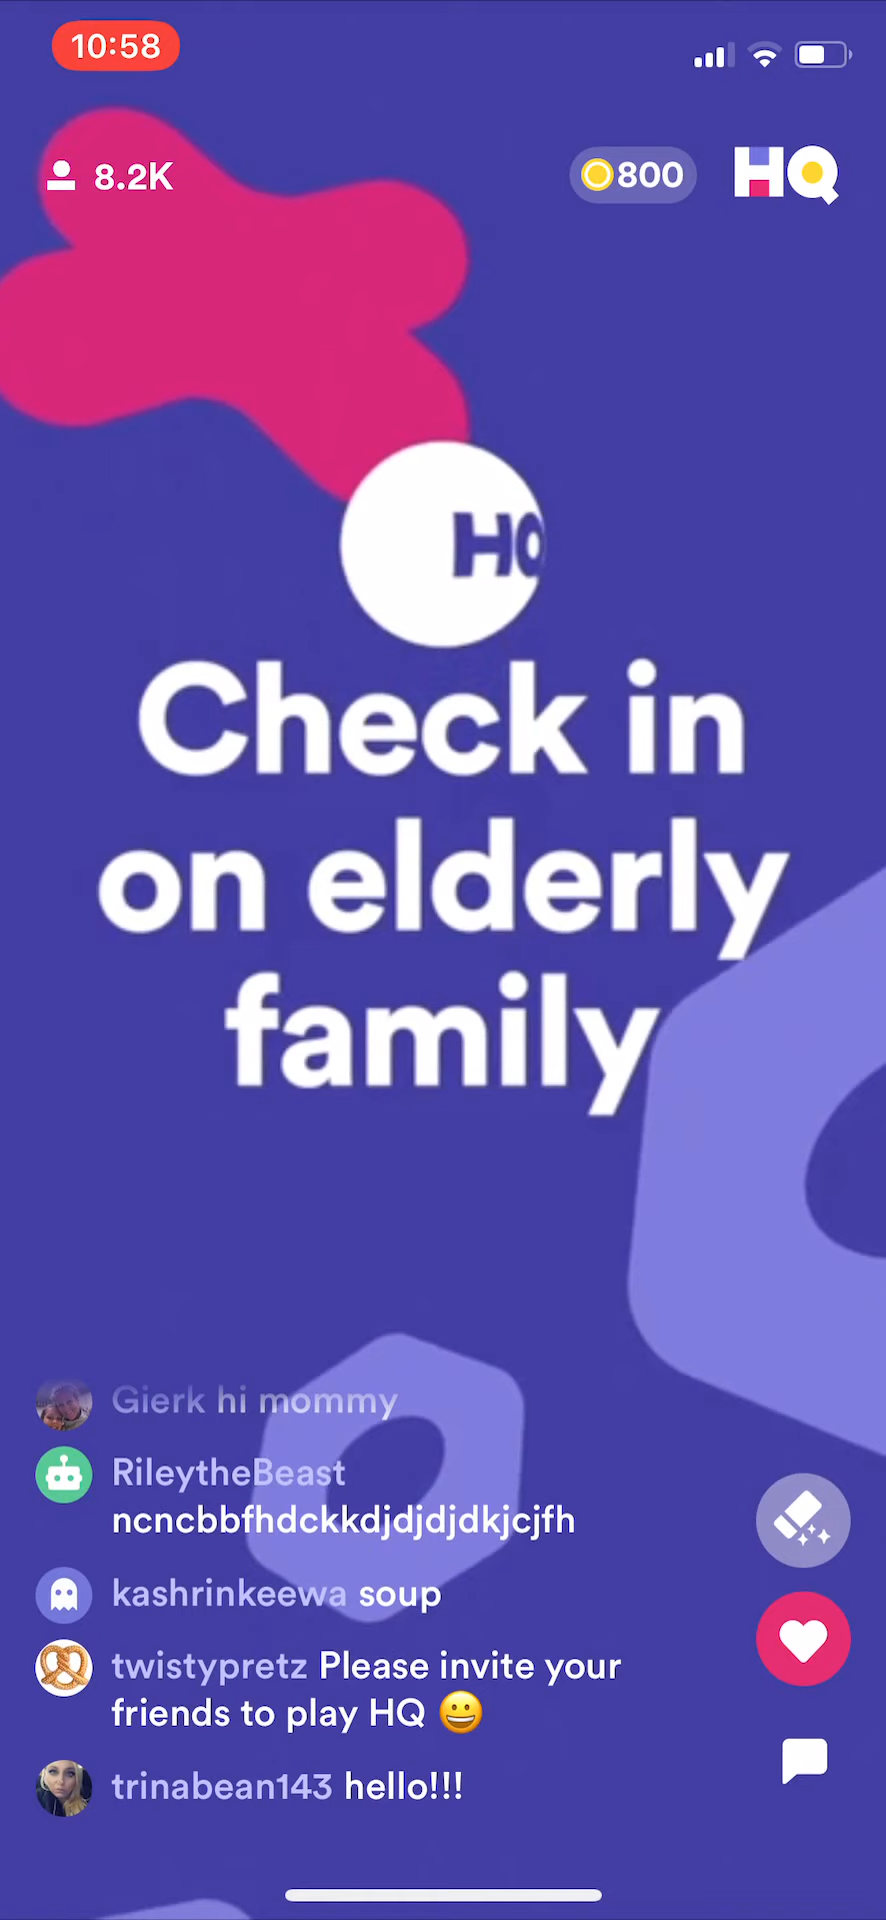 10:58
8.2K
800
HQ
HQ
Check in
on elderly
family
Gierk hi mommy
RileytheBeast
ncncbbfhdckkdjdjdjdkjcjfh
kashrinkeewa soup
twistypretz Please invite your
friends to play HQ 😀
trinabean143 hello!!!